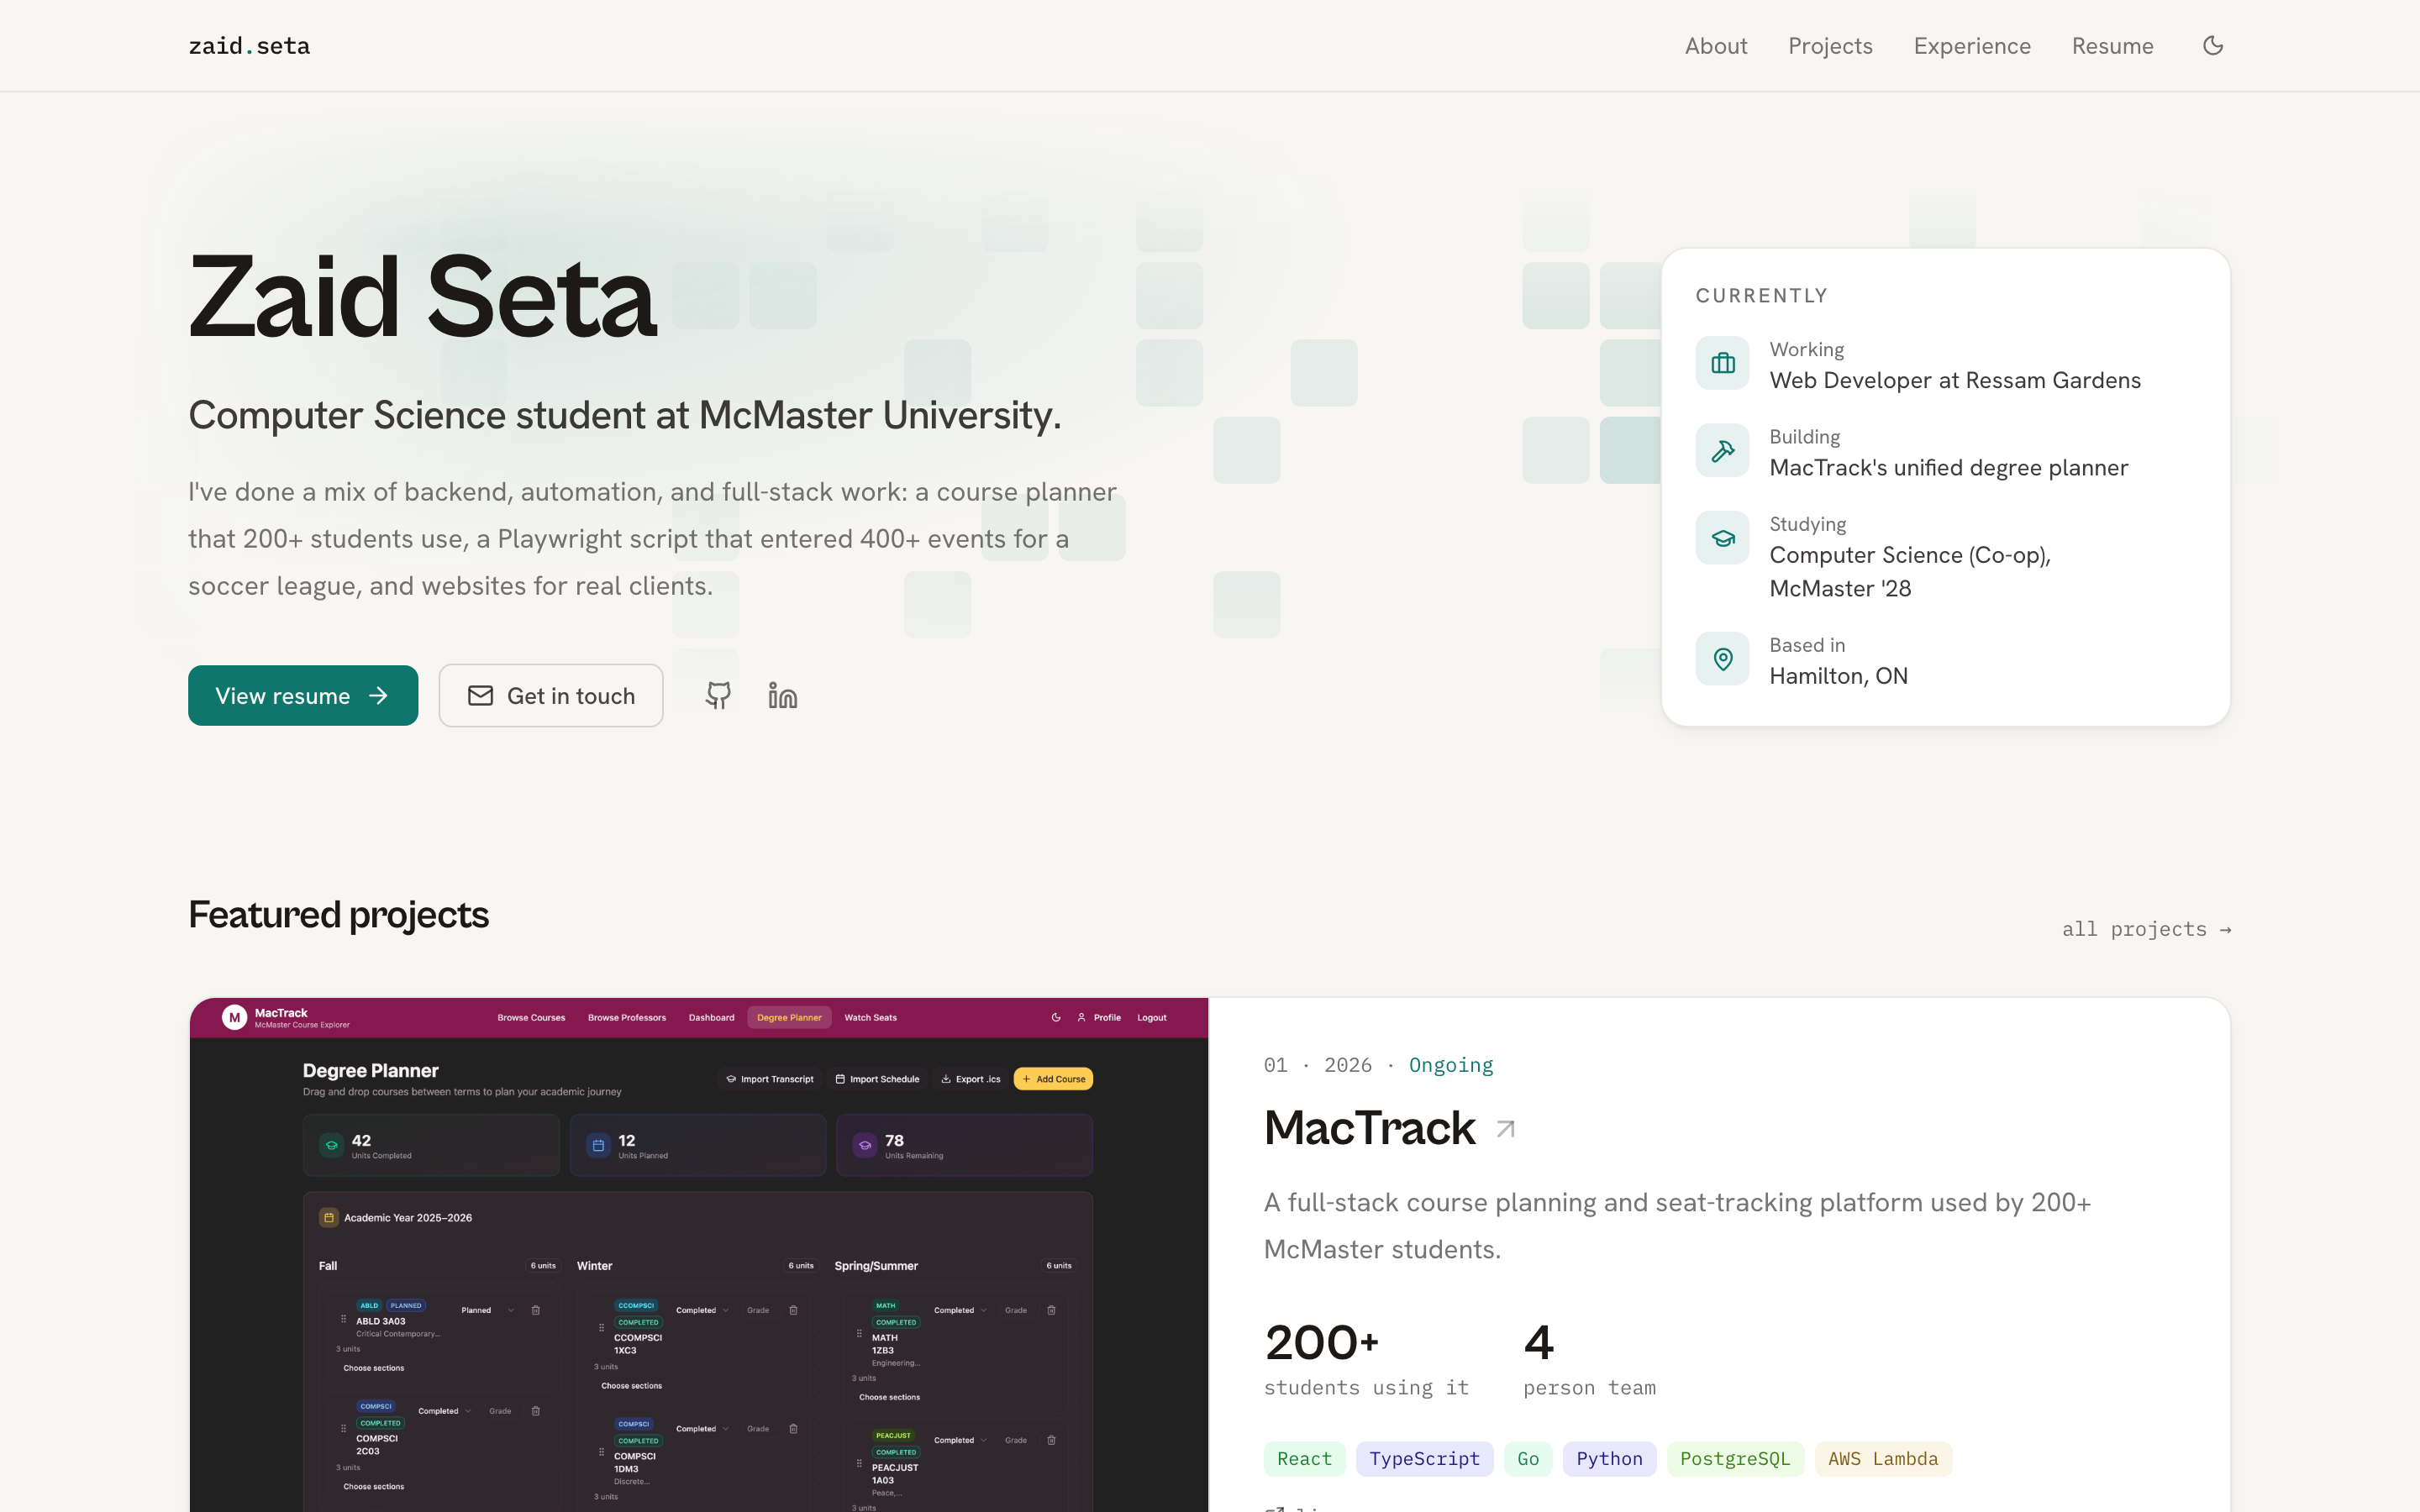 zaid.seta
About Projects Experience Resume
Zaid Seta
Computer Science student at McMaster University.
I've done a mix of backend, automation, and full-stack work: a course planner
that 200+ students use, a Playwright script that entered 400+ events for a
soccer league, and websites for real clients.
View resume →
Get in touch
CURRENTLY
Working
Web Developer at Ressam Gardens
Building
MacTrack's unified degree planner
Studying
Computer Science (Co-op),
McMaster '28
Based in
Hamilton, ON
Featured projects
all projects →
M MacTrack
McMaster Course Explorer
Browse Courses Browse Professors Dashboard Degree Planner Watch Seats Profile Logout
Degree Planner
Drag and drop courses between terms to plan your academic journey
Import Transcript Import Schedule Export .ics + Add Course
42
Units Completed
12
Units Planned
78
Units Remaining
Academic Year 2025–2026
Fall 6 units
ABLD PLANNED Planned
ABLD 3A03
Critical Contemporary...
3 units
Choose sections
COMPSCI Completed Grade
COMPLETED
COMPSCI
2C03
3 units
Choose sections
Winter 6 units
CCOMPSCI Completed Grade
COMPLETED
CCOMPSCI
1XC3
3 units
Choose sections
COMPSCI Completed Grade
COMPLETED
COMPSCI
1DM3
Discrete...
3 units
Spring/Summer 6 units
MATH Completed Grade
COMPLETED
MATH
1ZB3
Engineering...
3 units
Choose sections
PEACJUST Completed Grade
COMPLETED
PEACJUST
1A03
Peace,...
3 units
01 · 2026 · Ongoing
MacTrack
A full-stack course planning and seat-tracking platform used by 200+
McMaster students.
200+
students using it
4
person team
React TypeScript Go Python PostgreSQL AWS Lambda